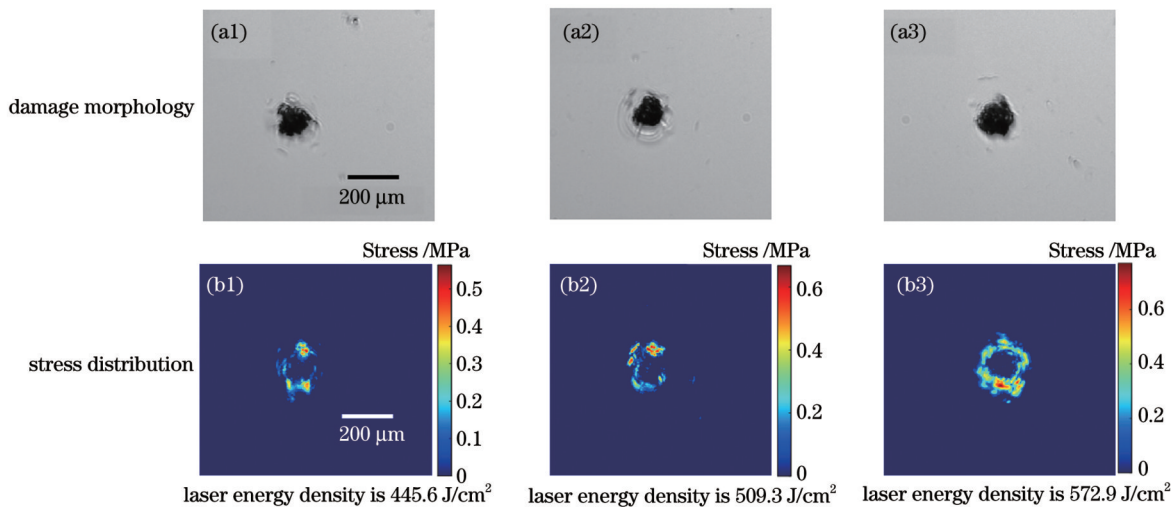 (a1)
(a2)
(a3)
damage morphology
200 μm
Stress /MPa
Stress /MPa
Stress /MPa
(b1)
0.5
0.4
0.3
0.2
0.1
0
(b2)
0.6
0.4
0.2
0
(b3)
0.6
0.4
0.2
0
stress distribution
200 μm
laser energy density is 445.6 J/cm²
laser energy density is 509.3 J/cm²
laser energy density is 572.9 J/cm²